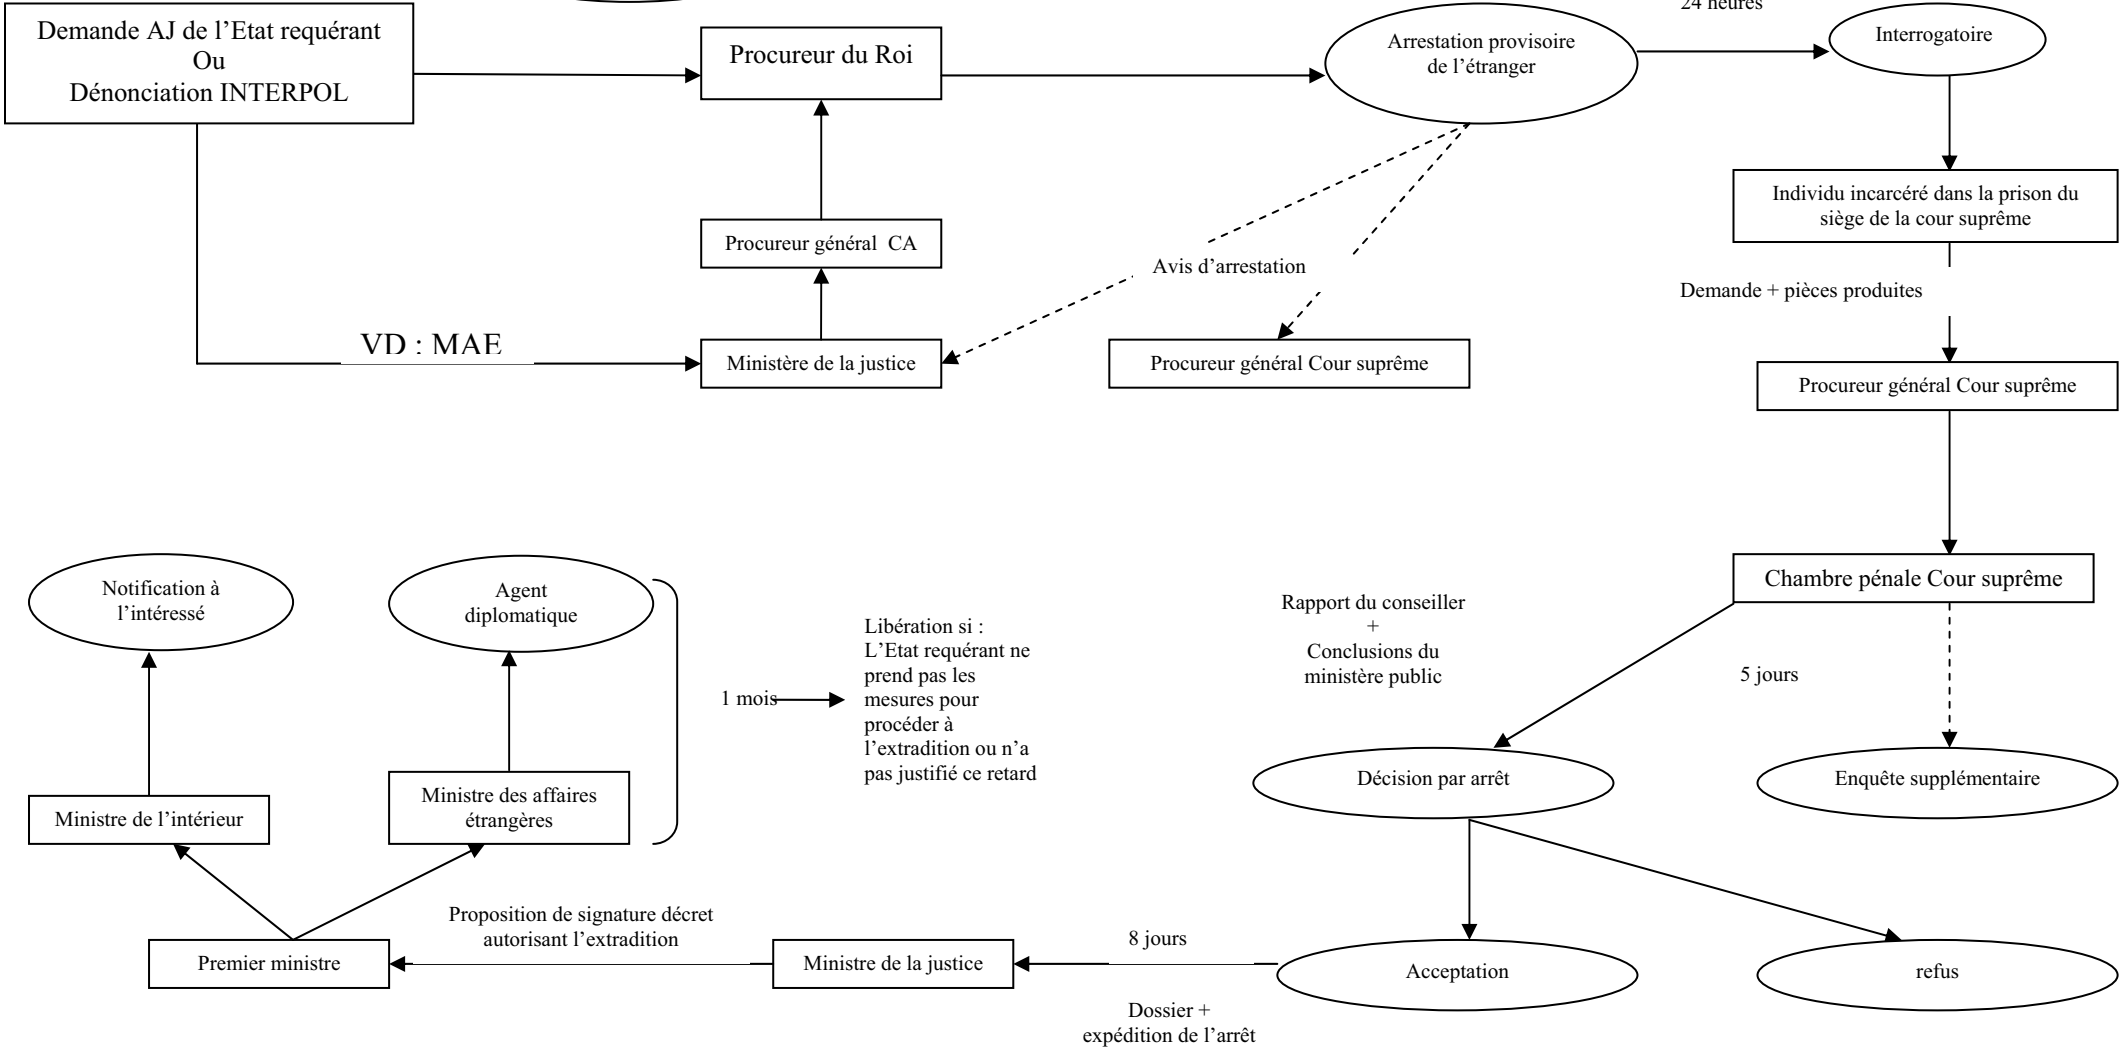 24 heures
Demande AJ de l’Etat requérant
Ou
Dénonciation INTERPOL
Procureur du Roi
Arrestation provisoire
de l’étranger
Interrogatoire
Individu incarcéré dans la prison du
siège de la cour suprême
Procureur général CA
Avis d’arrestation
Demande + pièces produites
VD : MAE
Ministère de la justice
Procureur général Cour suprême
Procureur général Cour suprême
Chambre pénale Cour suprême
Notification à
l’intéressé
Agent
diplomatique
Libération si :
L’Etat requérant ne
prend pas les
mesures pour
procéder à
l’extradition ou n’a
pas justifié ce retard
1 mois
Rapport du conseiller
+
Conclusions du
ministère public
5 jours
Décision par arrêt
Enquête supplémentaire
Ministre de l’intérieur
Ministre des affaires
étrangères
Proposition de signature décret
autorisant l’extradition
8 jours
Premier ministre
Ministre de la justice
Acceptation
refus
Dossier +
expédition de l’arrêt